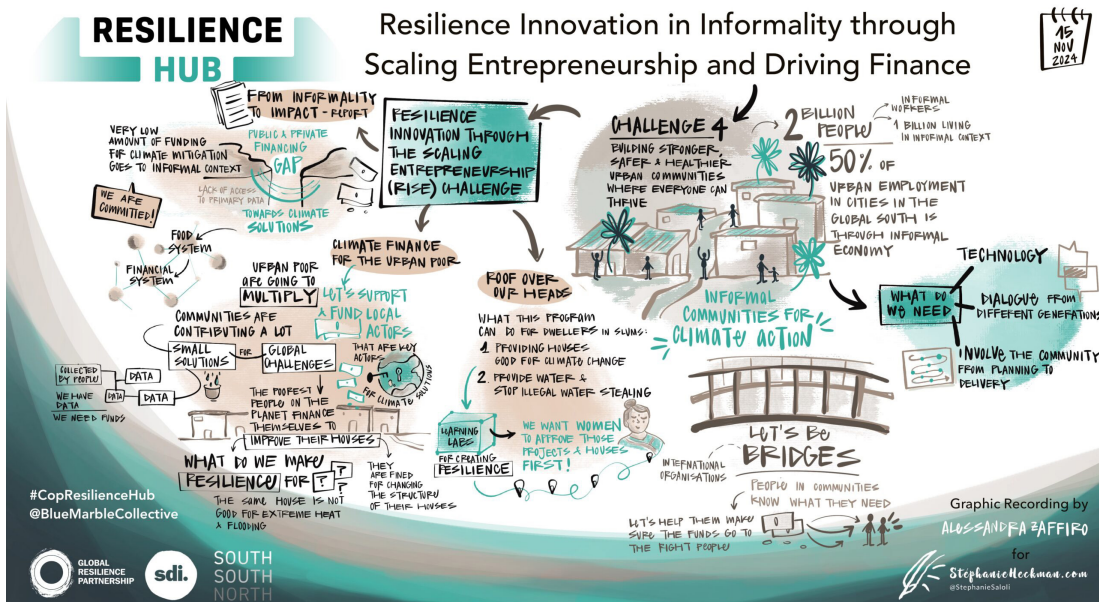 RESILIENCE
HUB
Resilience Innovation in Informality through
Scaling Entrepreneurship and Driving Finance
15
NOV
2024
FROM INFORMALITY
TO IMPACT - REPORT
VERY LOW
AMOUNT OF FUNDING
FOR CLIMATE MITIGATION
GOES TO INFORMAL CONTEXT
PUBLIC & PRIVATE
FINANCING
GAP
LACK OF ACCESS
TO PRIMARY DATA
TOWARDS CLIMATE
SOLUTIONS
WE ARE
COMMITTED!
FOOD
SYSTEM
FINANCIAL
SYSTEM
RESILIENCE
INNOVATION THROUGH
THE SCALING
ENTREPRENEURSHIP
(RISE) CHALLENGE
CHALLENGE 4
BUILDING STRONGER,
SAFER & HEALTHIER
URBAN COMMUNITIES
WHERE EVERYONE CAN
THRIVE
2 BILLION
PEOPLE
INFORMAL
WORKERS
1 BILLION LIVING
IN INFORMAL CONTEXT
50% OF
URBAN EMPLOYMENT
IN CITIES IN THE
GLOBAL SOUTH IS
THROUGH INFORMAL
ECONOMY
INFORMAL
COMMUNITIES FOR
CLIMATE ACTION
WHAT DO
WE NEED
TECHNOLOGY
DIALOGUE FROM
DIFFERENT GENERATIONS
INVOLVE THE COMMUNITY
FROM PLANNING TO
DELIVERY
CLIMATE FINANCE
FOR THE URBAN POOR
URBAN POOR
ARE GOING TO
MULTIPLY
LET'S SUPPORT
& FUND LOCAL
ACTORS
THAT ARE KEY
ACTORS
FOR CLIMATE SOLUTIONS
COMMUNITIES ARE
CONTRIBUTING A LOT
SMALL
SOLUTIONS
FOR
GLOBAL
CHALLENGES
COLLECTED
BY PEOPLE
DATA
WE HAVE
DATA
DATA
DATA
WE NEED FUNDS
THE POOREST
PEOPLE ON THE
PLANET FINANCE
THEMSELVES TO
IMPROVE THEIR HOUSES
WHAT DO WE MAKE
RESILIENCE FOR ?
?
?
THE SAME HOUSE IS NOT
GOOD FOR EXTREME HEAT
& FLOODING
THEY
ARE FINED
FOR CHANGING
THE STRUCTURE
OF THEIR HOUSES
ROOF OVER
OUR HEADS
WHAT THIS PROGRAM
CAN DO FOR DWELLERS IN SLUMS:
1 PROVIDING HOUSES
GOOD FOR CLIMATE CHANGE
2. PROVIDE WATER &
STOP ILLEGAL WATER STEALING
LEARNING
LABS
FOR CREATING
RESILIENCE
WE WANT WOMEN
TO APPROVE THOSE
PROJECTS & HOUSES
FIRST!
LET'S BE
BRIDGES
INTERNATIONAL
ORGANISATIONS
PEOPLE IN COMMUNITIES
KNOW WHAT THEY NEED
LET'S HELP THEM MAKE
SURE THE FUNDS GO TO
THE RIGHT PEOPLE
#CopResilienceHub
@BlueMarbleCollective
GLOBAL
RESILIENCE
PARTNERSHIP
sdi.
SOUTH
SOUTH
NORTH
Graphic Recording by
ALESSANDRA ZAFFIRO
for
StephanieHeckman.com
@StephanieSaloli